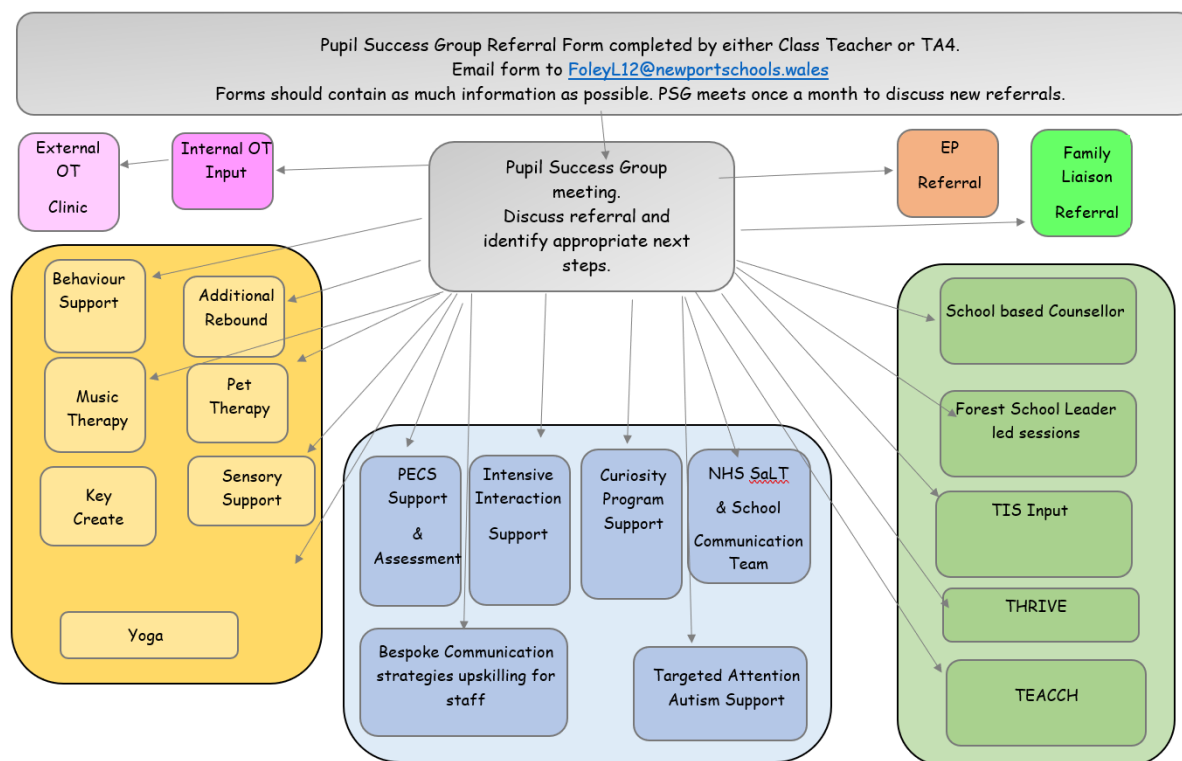 Pupil Success Group Referral Form completed by either Class Teacher or TA4.
Email form to FoleyL12@newportschools.wales
Forms should contain as much information as possible. PSG meets once a month to discuss new referrals.
External
OT
Clinic
Internal OT
Input
Pupil Success Group
meeting.
Discuss referral and
identify appropriate next
steps.
EP
Referral
Family
Liaison
Referral
Behaviour
Support
Additional
Rebound
Music
Therapy
Pet
Therapy
Key
Create
Sensory
Support
Yoga
PECS
Support
&
Assessment
Intensive
Interaction
Support
Curiosity
Program
Support
NHS SaLT
& School
Communication
Team
Bespoke Communication
strategies upskilling for
staff
Targeted Attention
Autism Support
School based Counsellor
Forest School Leader
led sessions
TIS Input
THRIVE
TEACCH